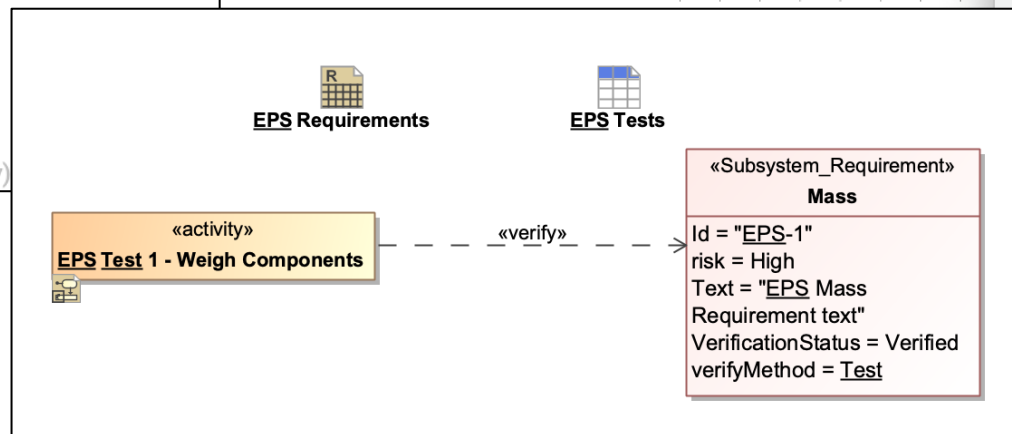 R
EPS Requirements
EPS Tests
«activity»
EPS Test 1 - Weigh Components
«verify»
«Subsystem_Requirement»
Mass
Id = "EPS-1"
risk = High
Text = "EPS Mass
Requirement text"
VerificationStatus = Verified
verifyMethod = Test